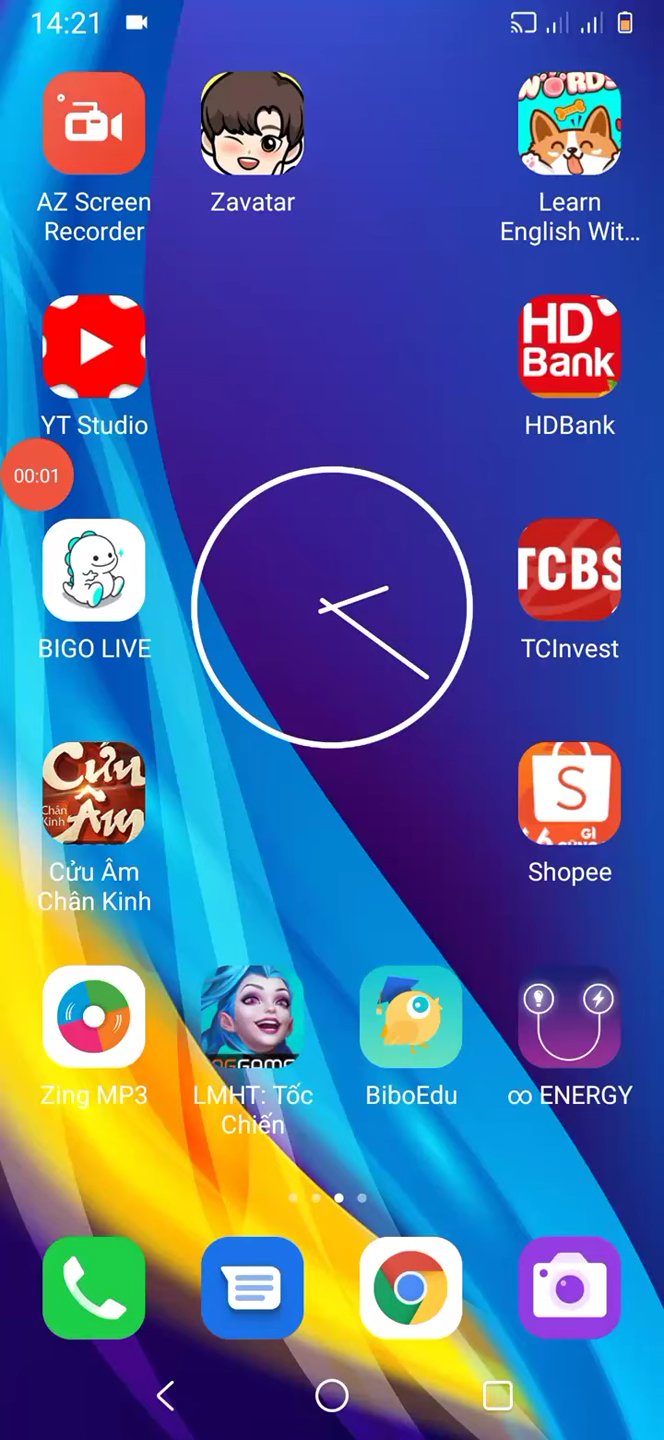 14:21
WORDS
AZ Screen
Recorder
Zavatar
Learn
English Wit...
HD
Bank
YT Studio
HDBank
00:01
TCBS
BIGO LIVE
TCInvest
Cửu
Chân
Kinh
Âm
S
GÌ
Cửu Âm
Chân Kinh
Shopee
Zing MP3
LMHT: Tốc
Chiến
BiboEdu
∞ ENERGY